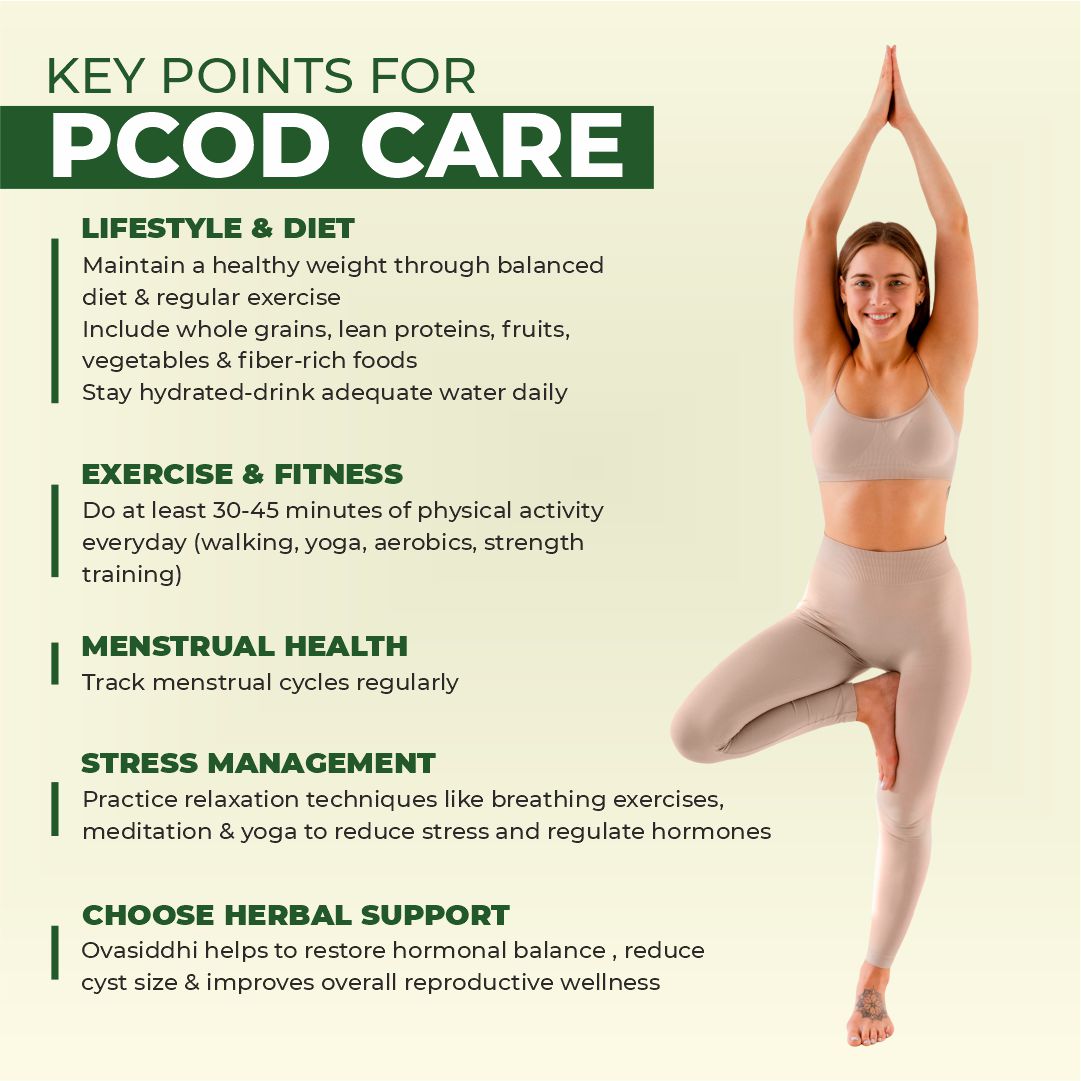 KEY POINTS FOR
PCOD CARE
LIFESTYLE & DIET
Maintain a healthy weight through balanced
diet & regular exercise
Include whole grains, lean proteins, fruits,
vegetables & fiber-rich foods
Stay hydrated-drink adequate water daily
EXERCISE & FITNESS
Do at least 30-45 minutes of physical activity
everyday (walking, yoga, aerobics, strength
training)
MENSTRUAL HEALTH
Track menstrual cycles regularly
STRESS MANAGEMENT
Practice relaxation techniques like breathing exercises,
meditation & yoga to reduce stress and regulate hormones
CHOOSE HERBAL SUPPORT
Ovasiddhi helps to restore hormonal balance , reduce
cyst size & improves overall reproductive wellness